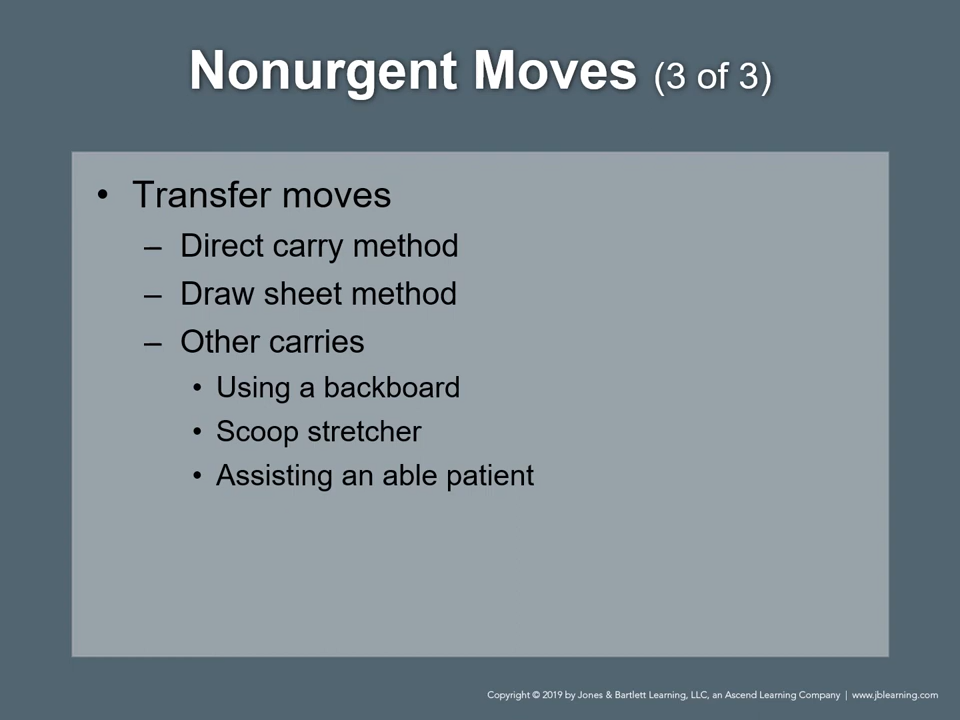 Nonurgent Moves (3 of 3)
• Transfer moves
– Direct carry method
– Draw sheet method
– Other carries
• Using a backboard
• Scoop stretcher
• Assisting an able patient
Copyright © 2019 by Jones & Bartlett Learning, LLC, an Ascend Learning Company | www.jblearning.com